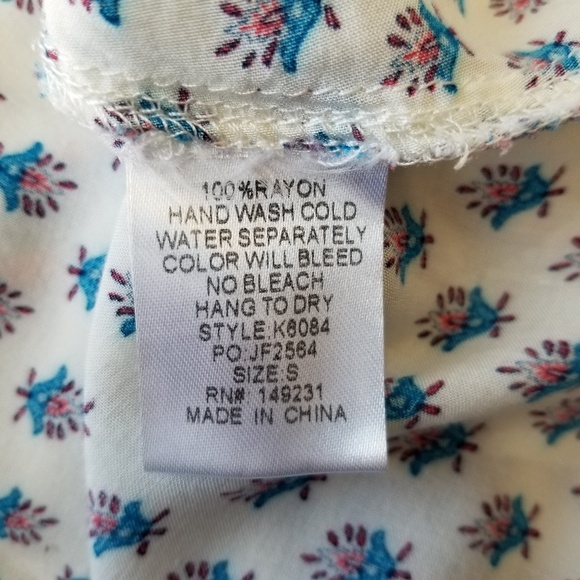 100%RAYON
HAND WASH COLD
WATER SEPARATELY
COLOR WILL BLEED
NO BLEACH
HANG TO DRY
STYLE:K6084
PO:JF2564
SIZE:S
RN#: 149231
MADE IN CHINA